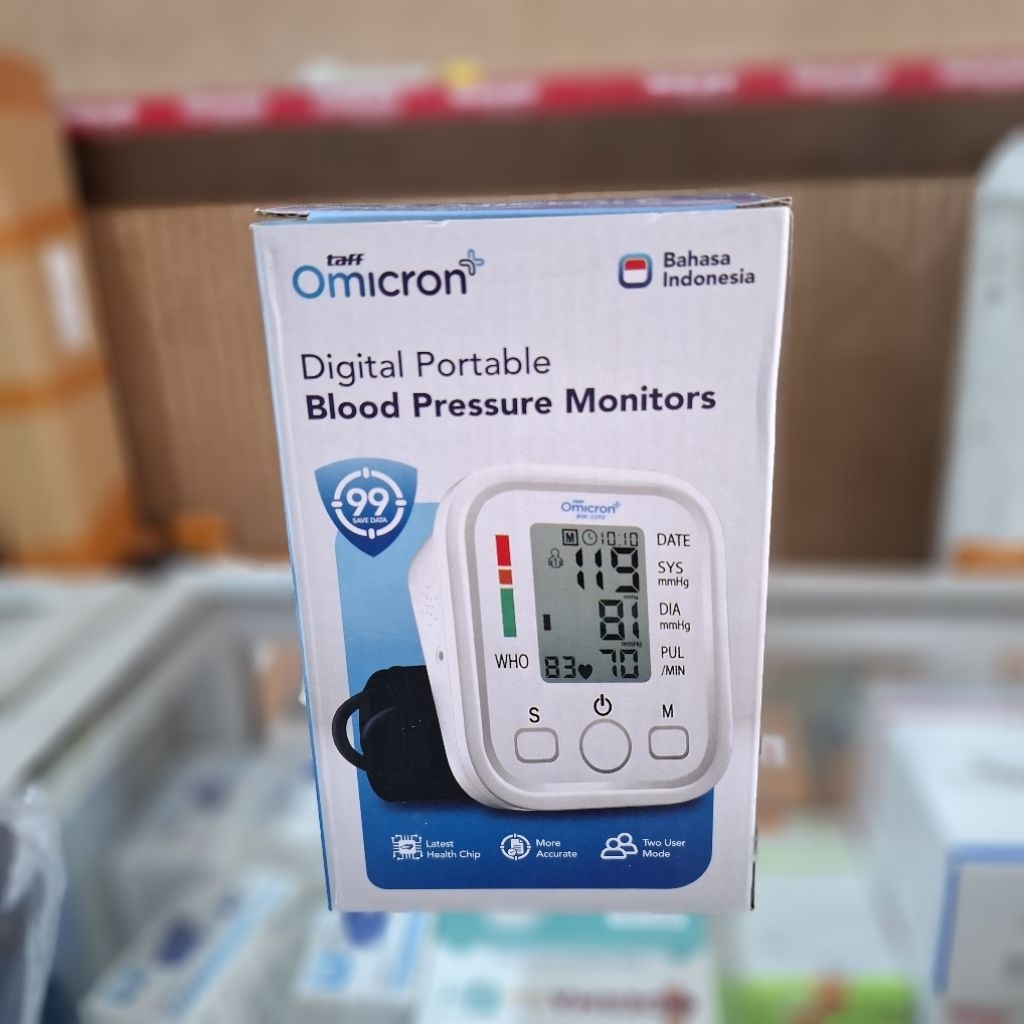 taff
Omicron
Bahasa
Indonesia
Digital Portable
Blood Pressure Monitors
99
SAVE DATA
Omicron
M 10:10
DATE
119
SYS
mmHg
81
DIA
mmHg
83 70
PUL
/MIN
WHO
S
M
Latest
Health Chip
More
Accurate
Two User
Mode